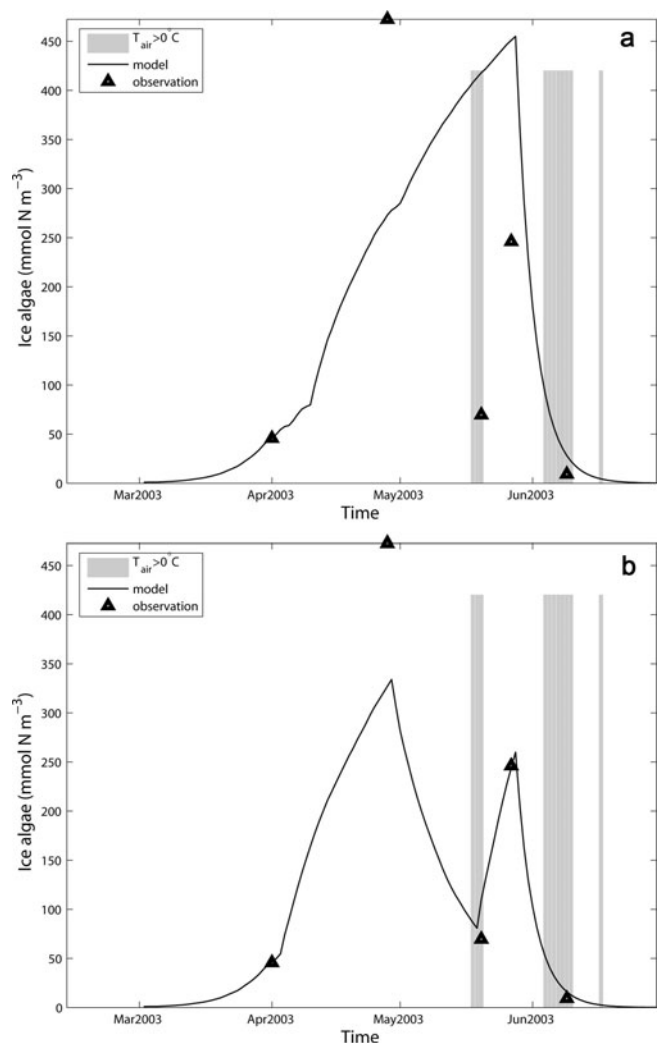 a
T air >0°C
model
observation
450
400
350
300
250
200
150
100
50
0
Ice algae (mmol N m⁻³)
Mar2003 Apr2003 May2003 Jun2003
Time
b
T air >0°C
model
observation
450
400
350
300
250
200
150
100
50
0
Ice algae (mmol N m⁻³)
Mar2003 Apr2003 May2003 Jun2003
Time